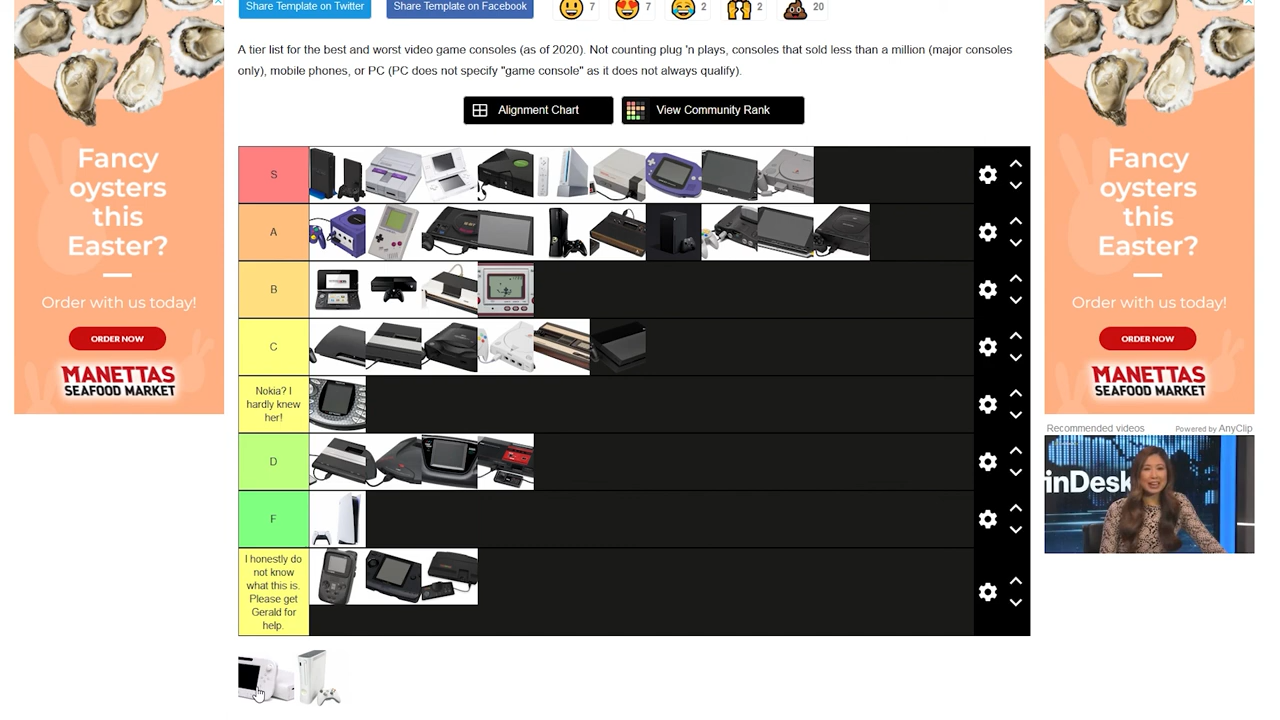 Share Template on Twitter
Share Template on Facebook
7
7
2
2
20
A tier list for the best and worst video game consoles (as of 2020). Not counting plug 'n plays, consoles that sold less than a million (major consoles
only), mobile phones, or PC (PC does not specify "game console" as it does not always qualify).
Alignment Chart
View Community Rank
Fancy
oysters
this
Easter?
Order with us today!
ORDER NOW
MANETTAS
SEAFOOD MARKET
S
A
B
C
Nokia? I
hardly knew
her!
D
F
I honestly do
not know
what this is.
Please get
Gerald for
help.
Fancy
oysters
this
Easter?
Order with us today!
ORDER NOW
MANETTAS
SEAFOOD MARKET
Recommended videos
Powered by AnyClip
inDesk